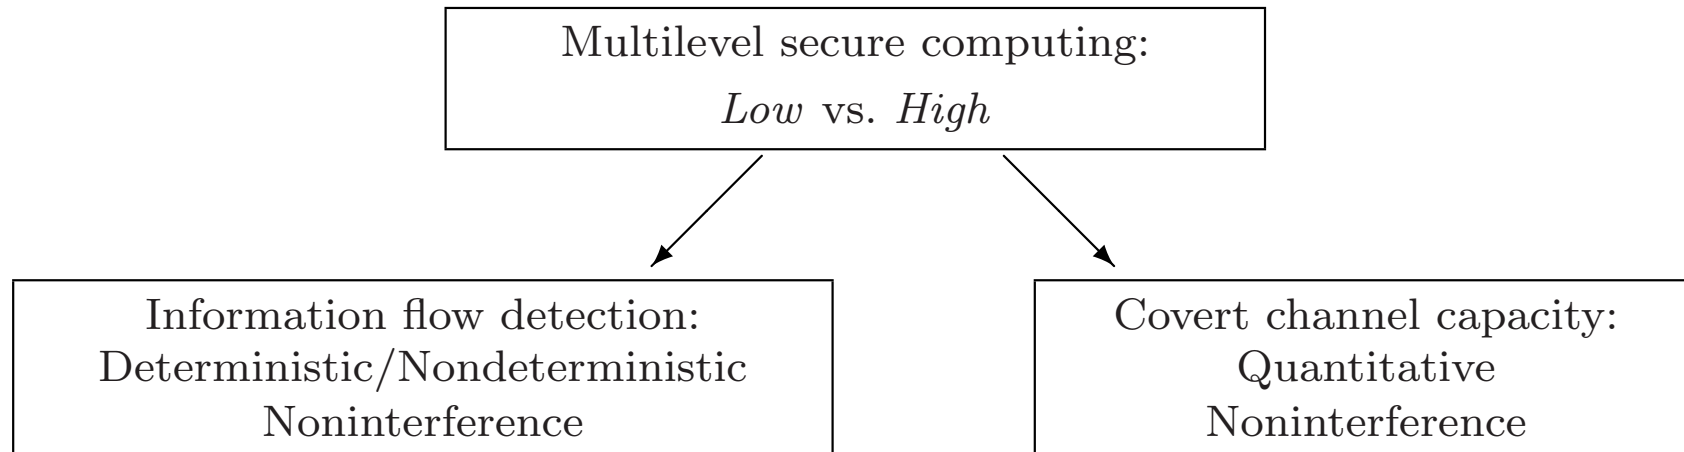 Multilevel secure computing:
Low vs. High
Information flow detection:
Deterministic/Nondeterministic
Noninterference
Covert channel capacity:
Quantitative
Noninterference